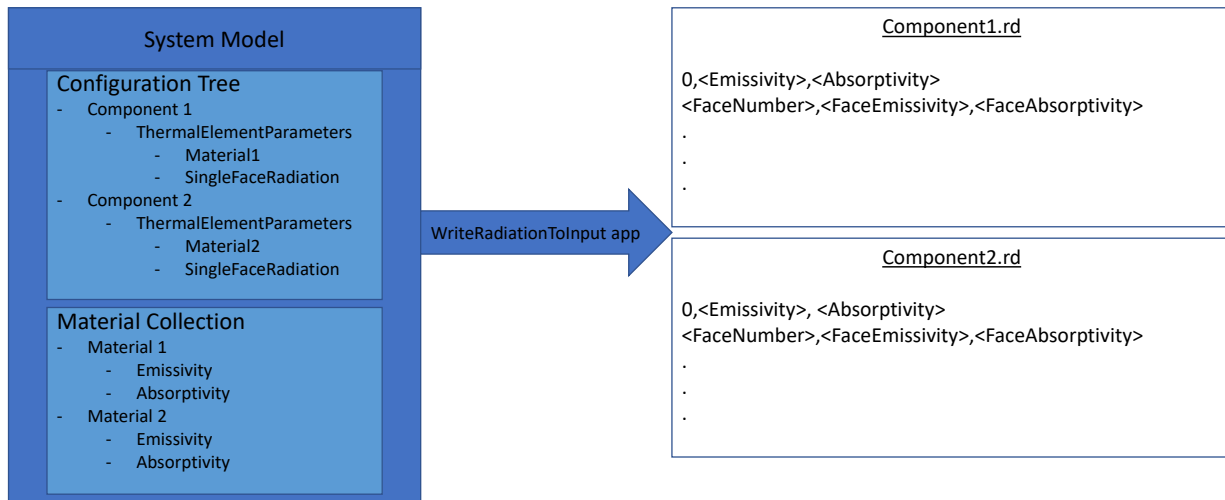 System Model
Configuration Tree
- Component 1
- ThermalElementParameters
- Material1
- SingleFaceRadiation
- Component 2
- ThermalElementParameters
- Material2
- SingleFaceRadiation
Material Collection
- Material 1
- Emissivity
- Absorptivity
- Material 2
- Emissivity
- Absorptivity
WriteRadiationToInput app
Component1.rd
0,<Emissivity>,<Absorptivity>
<FaceNumber>,<FaceEmissivity>,<FaceAbsorptivity>
.
.
.
Component2.rd
0,<Emissivity>, <Absorptivity>
<FaceNumber>,<FaceEmissivity>,<FaceAbsorptivity>
.
.
.